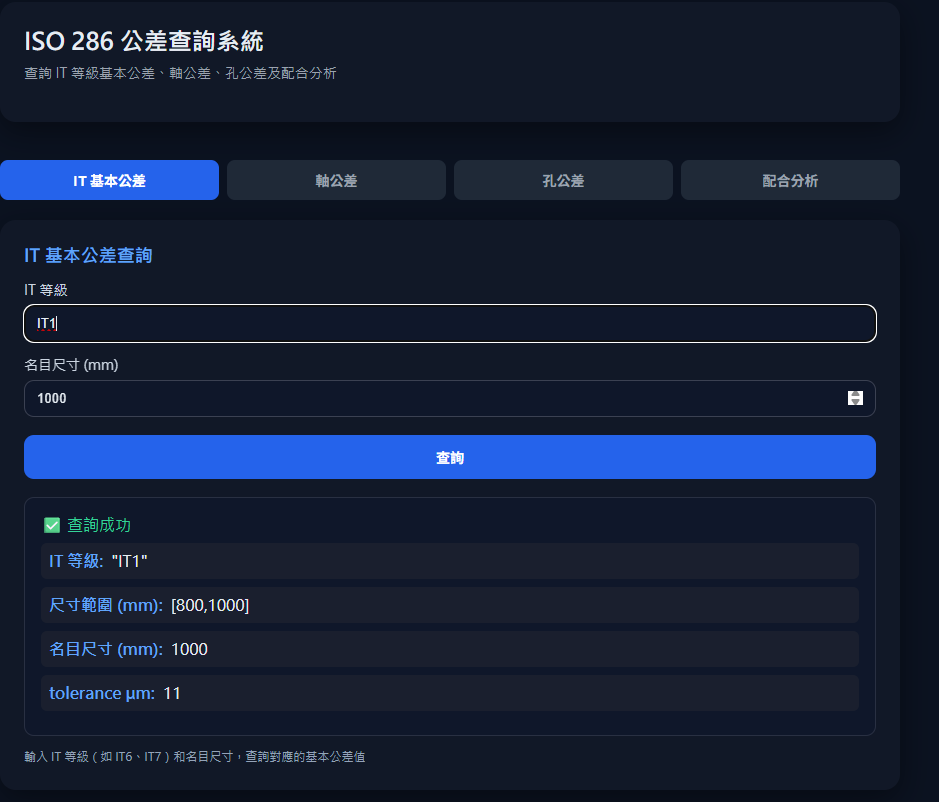 ISO 286 公差查詢系統
查詢 IT 等級基本公差、軸公差、孔公差及配合分析
IT 基本公差
軸公差
孔公差
配合分析
IT 基本公差查詢
IT 等級
IT1
名目尺寸 (mm)
1000
查詢
✅ 查詢成功
IT 等級: "IT1"
尺寸範圍 (mm): [800,1000]
名目尺寸 (mm): 1000
tolerance μm: 11
輸入 IT 等級（如 IT6、IT7）和名目尺寸，查詢對應的基本公差值